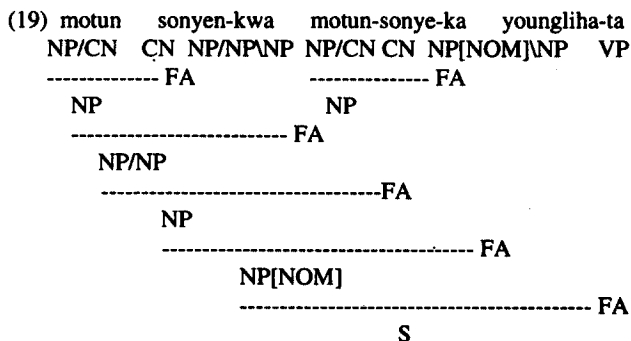 (19) motun sonyen-kwa motun-sonye-ka youngliha-ta
NP/CN CN NP/NP\NP NP/CN CN NP[NOM]\NP VP
---------------- FA ---------------- FA
NP NP
---------------------------- FA
NP/NP
------------------------------------FA
NP
----------------------------------------- FA
NP[NOM]
---------------------------------------------- FA
S